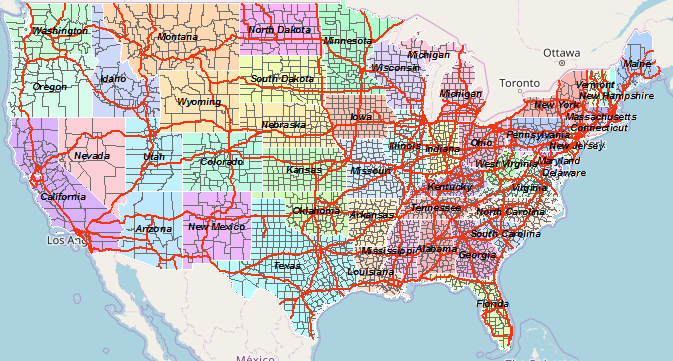 Washington
Montana
North Dakota
Minnesota
Michigan
Ottawa
Maine
Wisconsin
Oregon
Idaho
South Dakota
Toronto
Vermont
New Hampshire
Michigan
Wyoming
New York
Massachusetts
Iowa
Nebraska
Connecticut
Pennsylvania
Nevada
Utah
Colorado
Illinois
Indiana
Ohio
New Jersey
Kansas
Missouri
West Virginia
Maryland
Delaware
California
Kentucky
Virginia
Oklahoma
Arkansas
Tennessee
North Carolina
Los Ang
Arizona
New Mexico
South Carolina
Mississippi
Alabama
Georgia
Texas
Louisiana
Florida
México